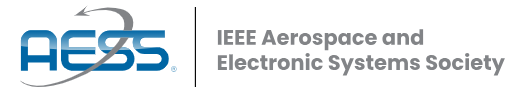 AESS®
IEEE Aerospace and
Electronic Systems Society